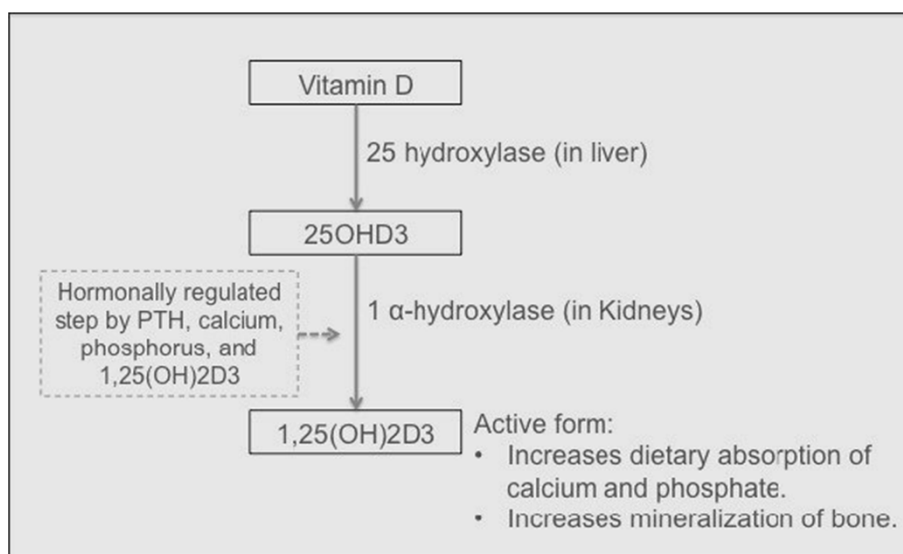 Vitamin D
25 hydroxylase (in liver)
25OHD3
Hormonally regulated
step by PTH, calcium,
phosphorus, and
1,25(OH)2D3
1 α-hydroxylase (in Kidneys)
1,25(OH)2D3
Active form:
• Increases dietary absorption of
calcium and phosphate.
• Increases mineralization of bone.